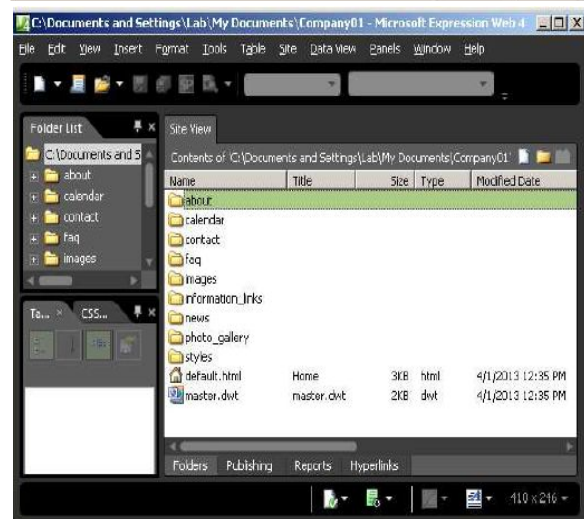 C:\Documents and Settings\Lab\My Documents\Company01 - Microsoft Expression Web 4
File Edit View Insert Format Tools Table Site Data View Panels Window Help
Folder List
C:\Documents and S
about
calendar
contact
faq
images
Ta...
CSS...
Site View
Contents of 'C:\Documents and Settings\Lab\My Documents\Company01'
Name Title Size Type Modified Date
about
calendar
contact
faq
images
information_links
news
photo_gallery
styles
default.html Home 3KB html 4/1/2013 12:35 PM
master.dwt master.dwt 2KB dwt 4/1/2013 12:35 PM
Folders Publishing Reports Hyperlinks
410 x 246